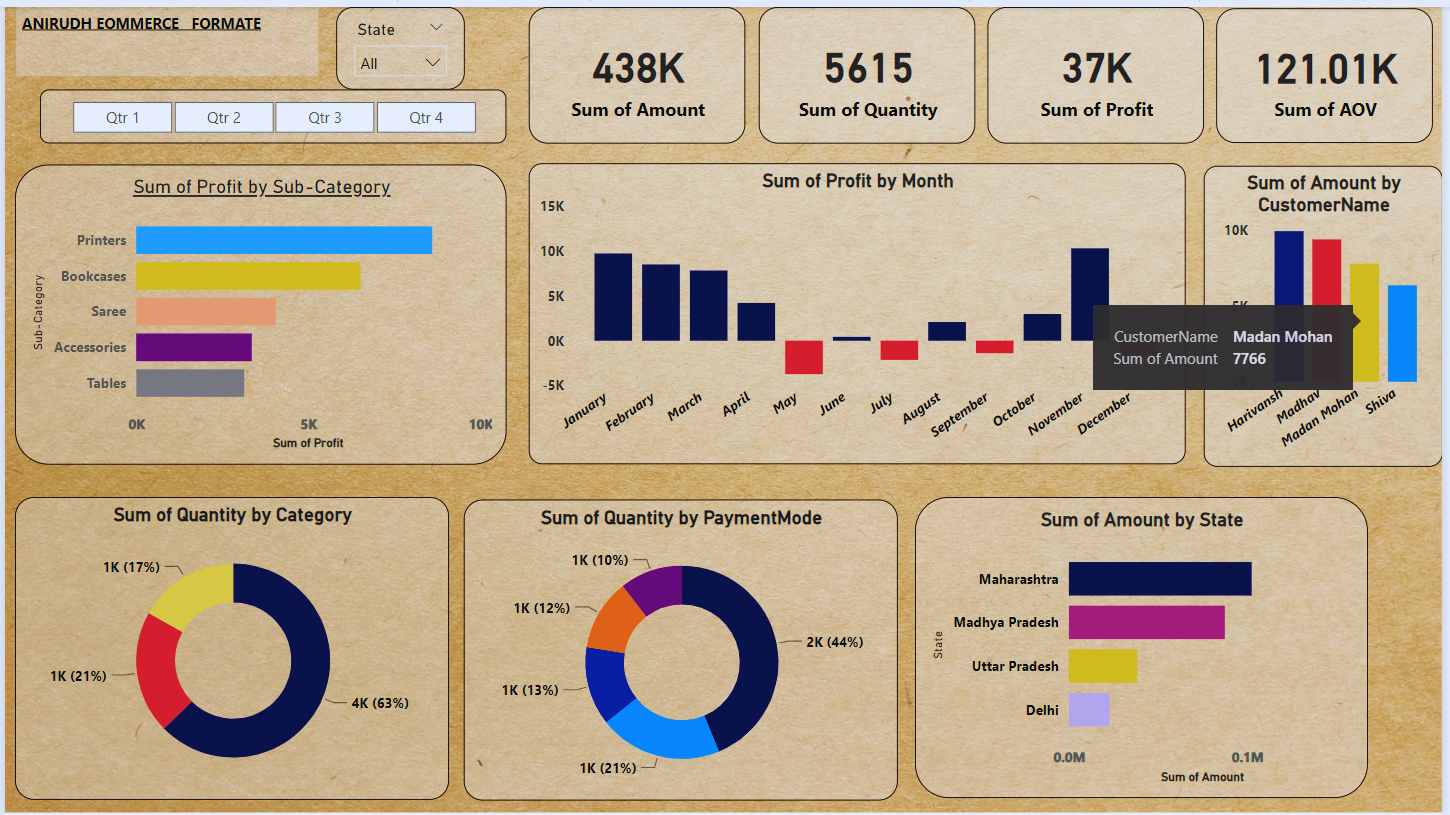 ANIRUDH EOMMERCE FORMATE
State
All
Qtr 1
Qtr 2
Qtr 3
Qtr 4
438K
Sum of Amount
5615
Sum of Quantity
37K
Sum of Profit
121.01K
Sum of AOV
Sum of Profit by Sub-Category
Sub-Category
Printers
Bookcases
Saree
Accessories
Tables
0K
5K
10K
Sum of Profit
Sum of Profit by Month
15K
10K
5K
0K
-5K
January
February
March
April
May
June
July
August
September
October
November
December
Sum of Amount by
CustomerName
10K
5K
0K
CustomerName Madan Mohan
Sum of Amount 7766
Harivansh
Madhav
Madan Mohan
Shiva
Sum of Quantity by Category
1K (17%)
1K (21%)
4K (63%)
Sum of Quantity by PaymentMode
1K (10%)
1K (12%)
2K (44%)
1K (13%)
1K (21%)
Sum of Amount by State
State
Maharashtra
Madhya Pradesh
Uttar Pradesh
Delhi
0.0M
0.1M
Sum of Amount